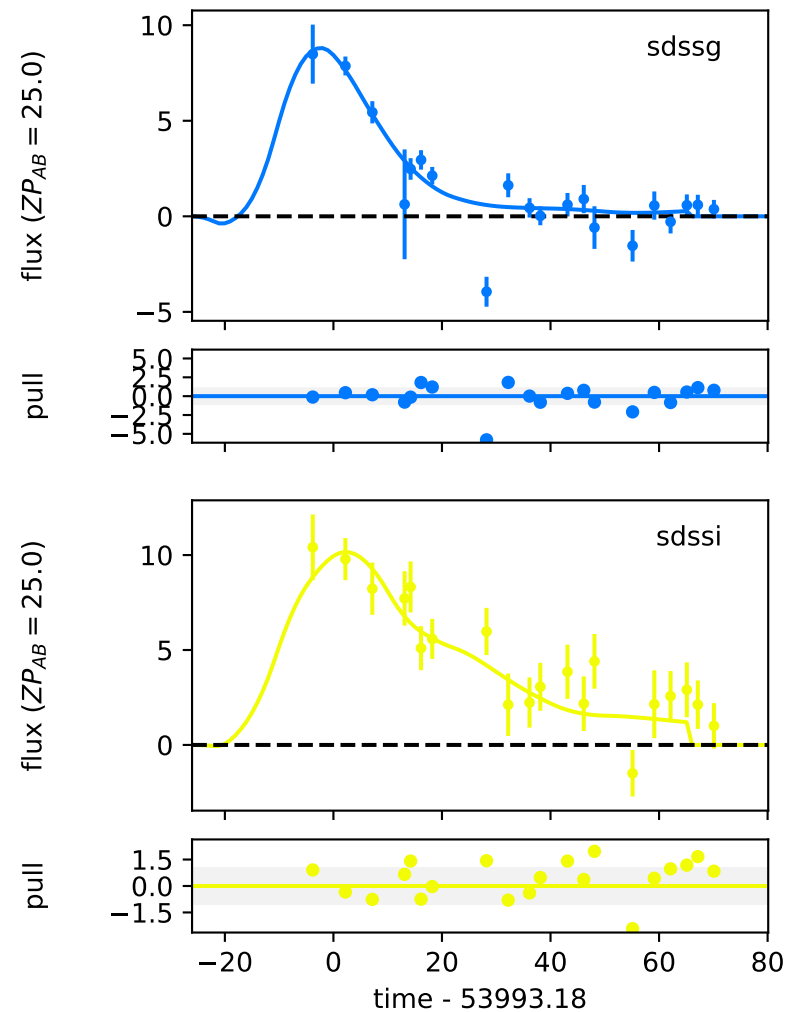 sdssg
flux (ZP_AB = 25.0)
10
5
0
−5
pull
5.0
2.5
0.0
−2.5
−5.0
sdssi
flux (ZP_AB = 25.0)
10
5
0
pull
1.5
0.0
−1.5
−20 0 20 40 60 80
time - 53993.18